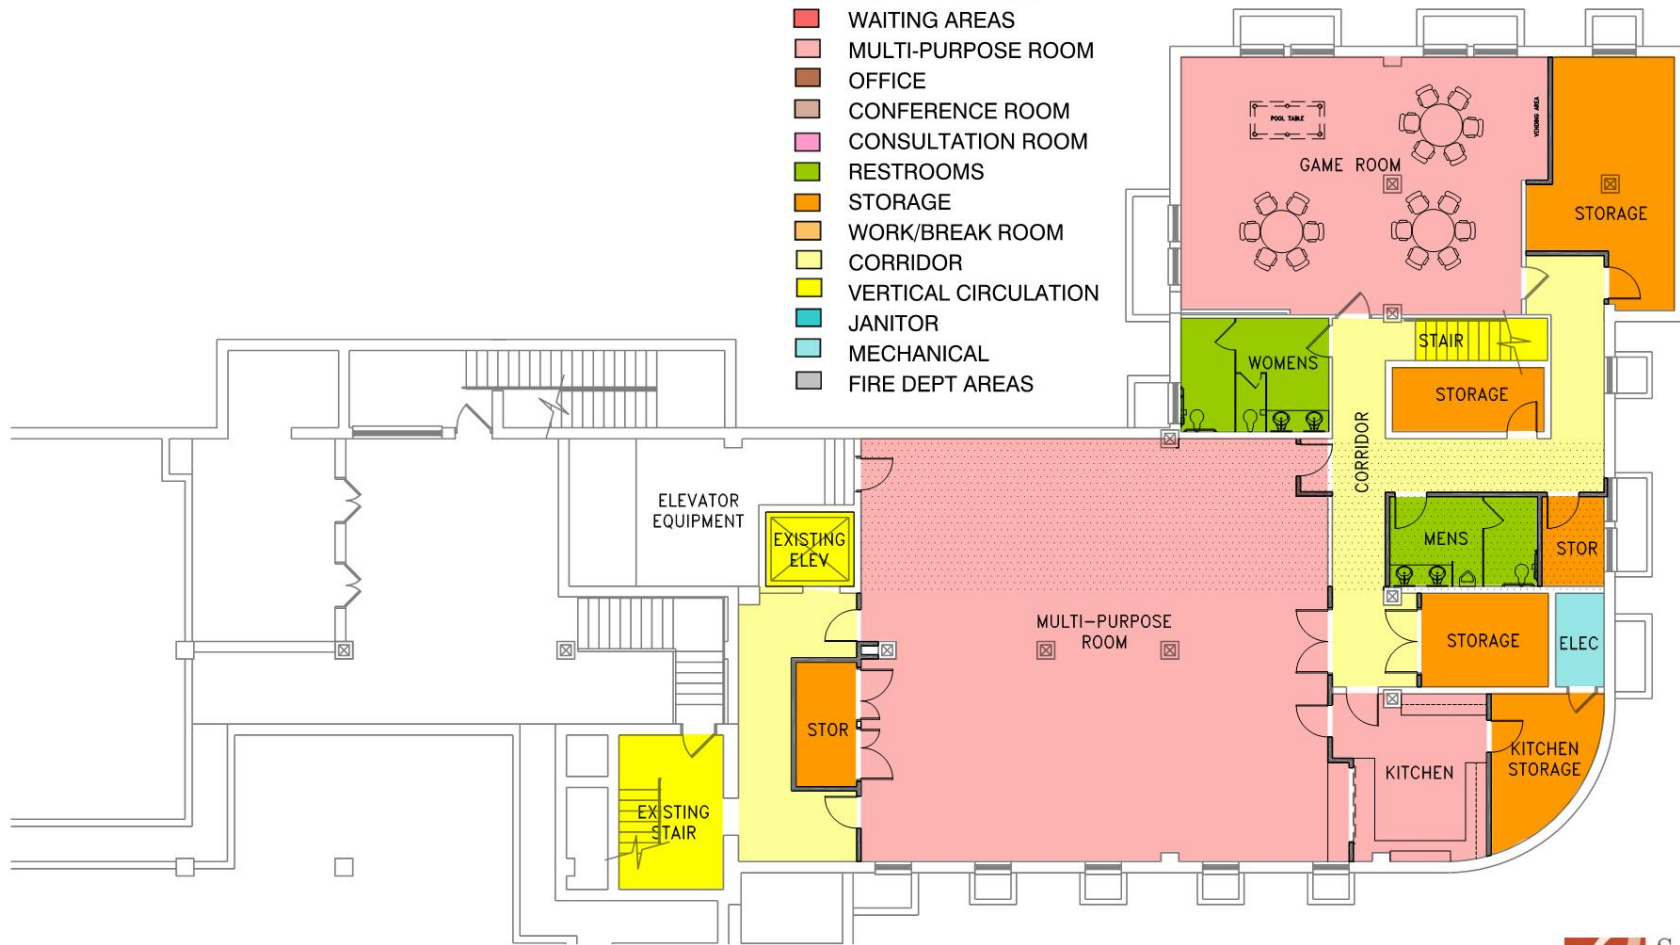 WAITING AREAS
MULTI-PURPOSE ROOM
OFFICE
CONFERENCE ROOM
CONSULTATION ROOM
RESTROOMS
STORAGE
WORK/BREAK ROOM
CORRIDOR
VERTICAL CIRCULATION
JANITOR
MECHANICAL
FIRE DEPT AREAS
POOL TABLE
VENDING AREA
GAME ROOM
STORAGE
STAIR
WOMENS
STORAGE
CORRIDOR
ELEVATOR
EQUIPMENT
EXISTING
ELEV
MENS
STOR
MULTI-PURPOSE
ROOM
STORAGE
ELEC
STOR
KITCHEN
KITCHEN
STORAGE
EXISTING
STAIR